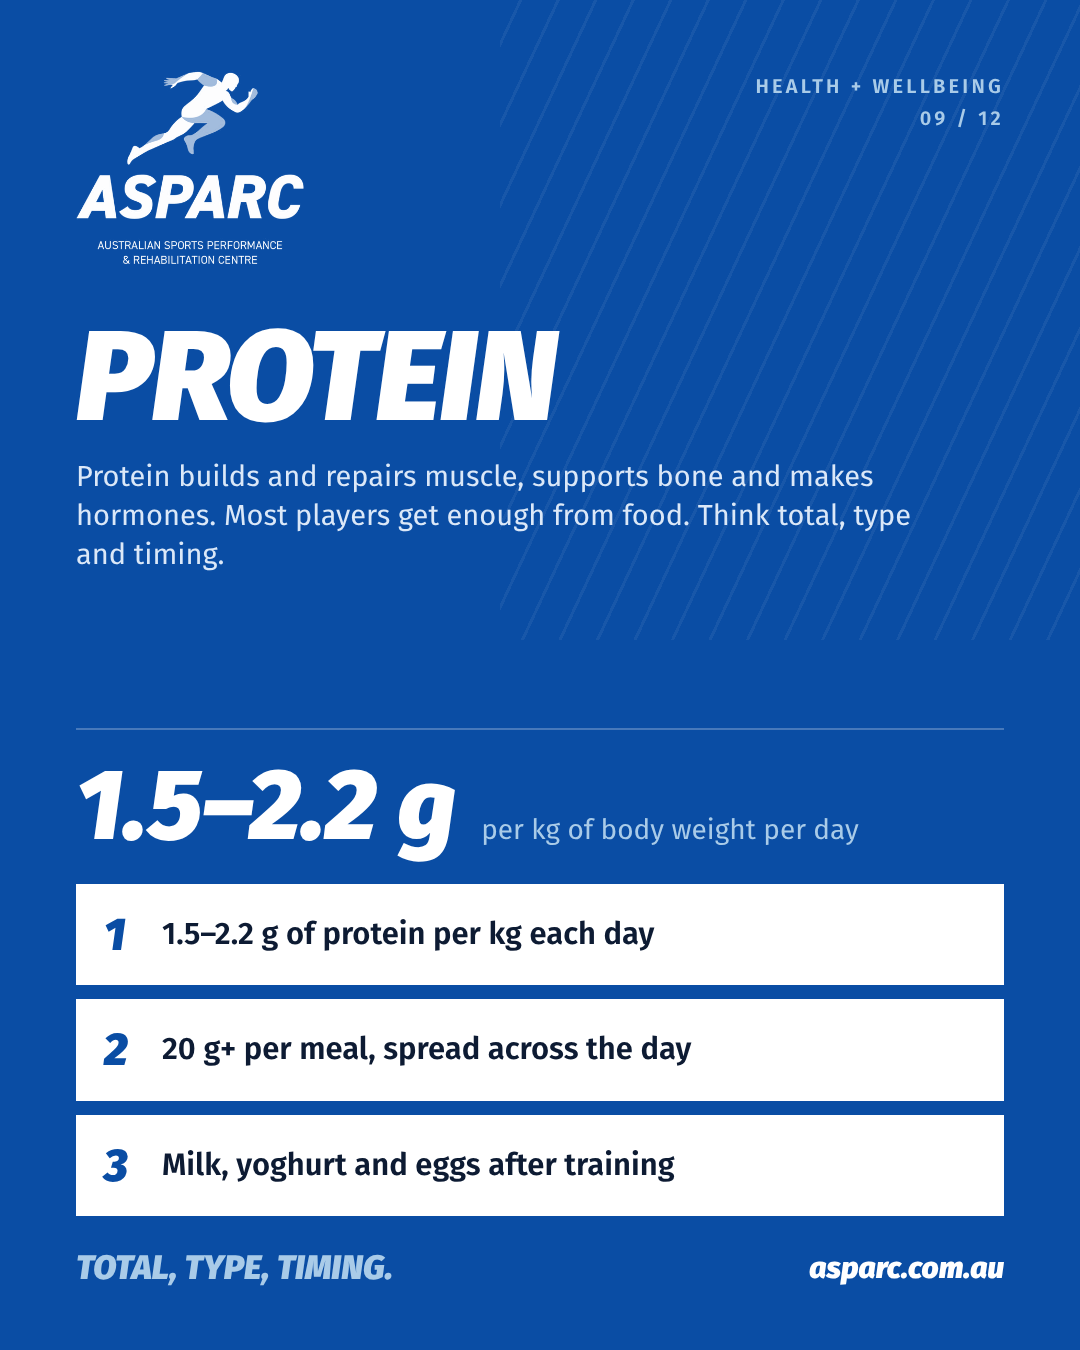 ASPARC
AUSTRALIAN SPORTS PERFORMANCE
& REHABILITATION CENTRE
HEALTH + WELLBEING
09 / 12
PROTEIN
Protein builds and repairs muscle, supports bone and makes
hormones. Most players get enough from food. Think total, type
and timing.
1.5–2.2 g per kg of body weight per day
1 1.5–2.2 g of protein per kg each day
2 20 g+ per meal, spread across the day
3 Milk, yoghurt and eggs after training
TOTAL, TYPE, TIMING.
asparc.com.au